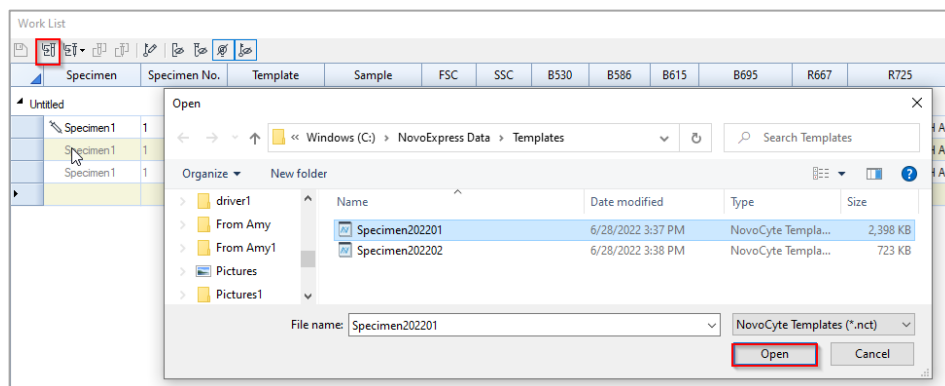 Work List
Specimen Specimen No. Template Sample FSC SSC B530 B586 B615 B695 R667 R725
Untitled
Specimen1 1
Specimen1 1
Specimen1 1
Open
« Windows (C:) › NovoExpress Data › Templates
Search Templates
Organize New folder
Name Date modified Type Size
driver1
From Amy
From Amy1
Pictures
Pictures1
Specimen202201 6/28/2022 3:37 PM NovoCyte Templa... 2,398 KB
Specimen202202 6/28/2022 3:38 PM NovoCyte Templa... 723 KB
File name: Specimen202201 NovoCyte Templates (*.nct)
Open Cancel